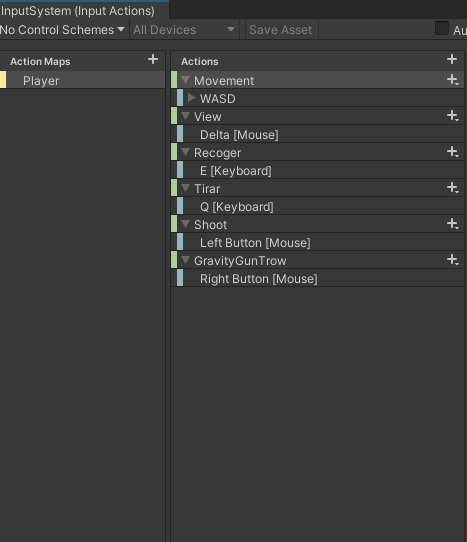 InputSystem (Input Actions)
No Control Schemes All Devices Save Asset Au
Action Maps + Actions +
Player
Movement +
WASD
View +
Delta [Mouse]
Recoger +
E [Keyboard]
Tirar +
Q [Keyboard]
Shoot +
Left Button [Mouse]
GravityGunTrow +
Right Button [Mouse]